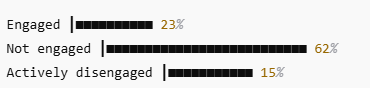 Engaged |■■■■■■■■■■ 23%
Not engaged |■■■■■■■■■■■■■■■■■■■■■■■■■■ 62%
Actively disengaged |■■■■■■■■■■■ 15%